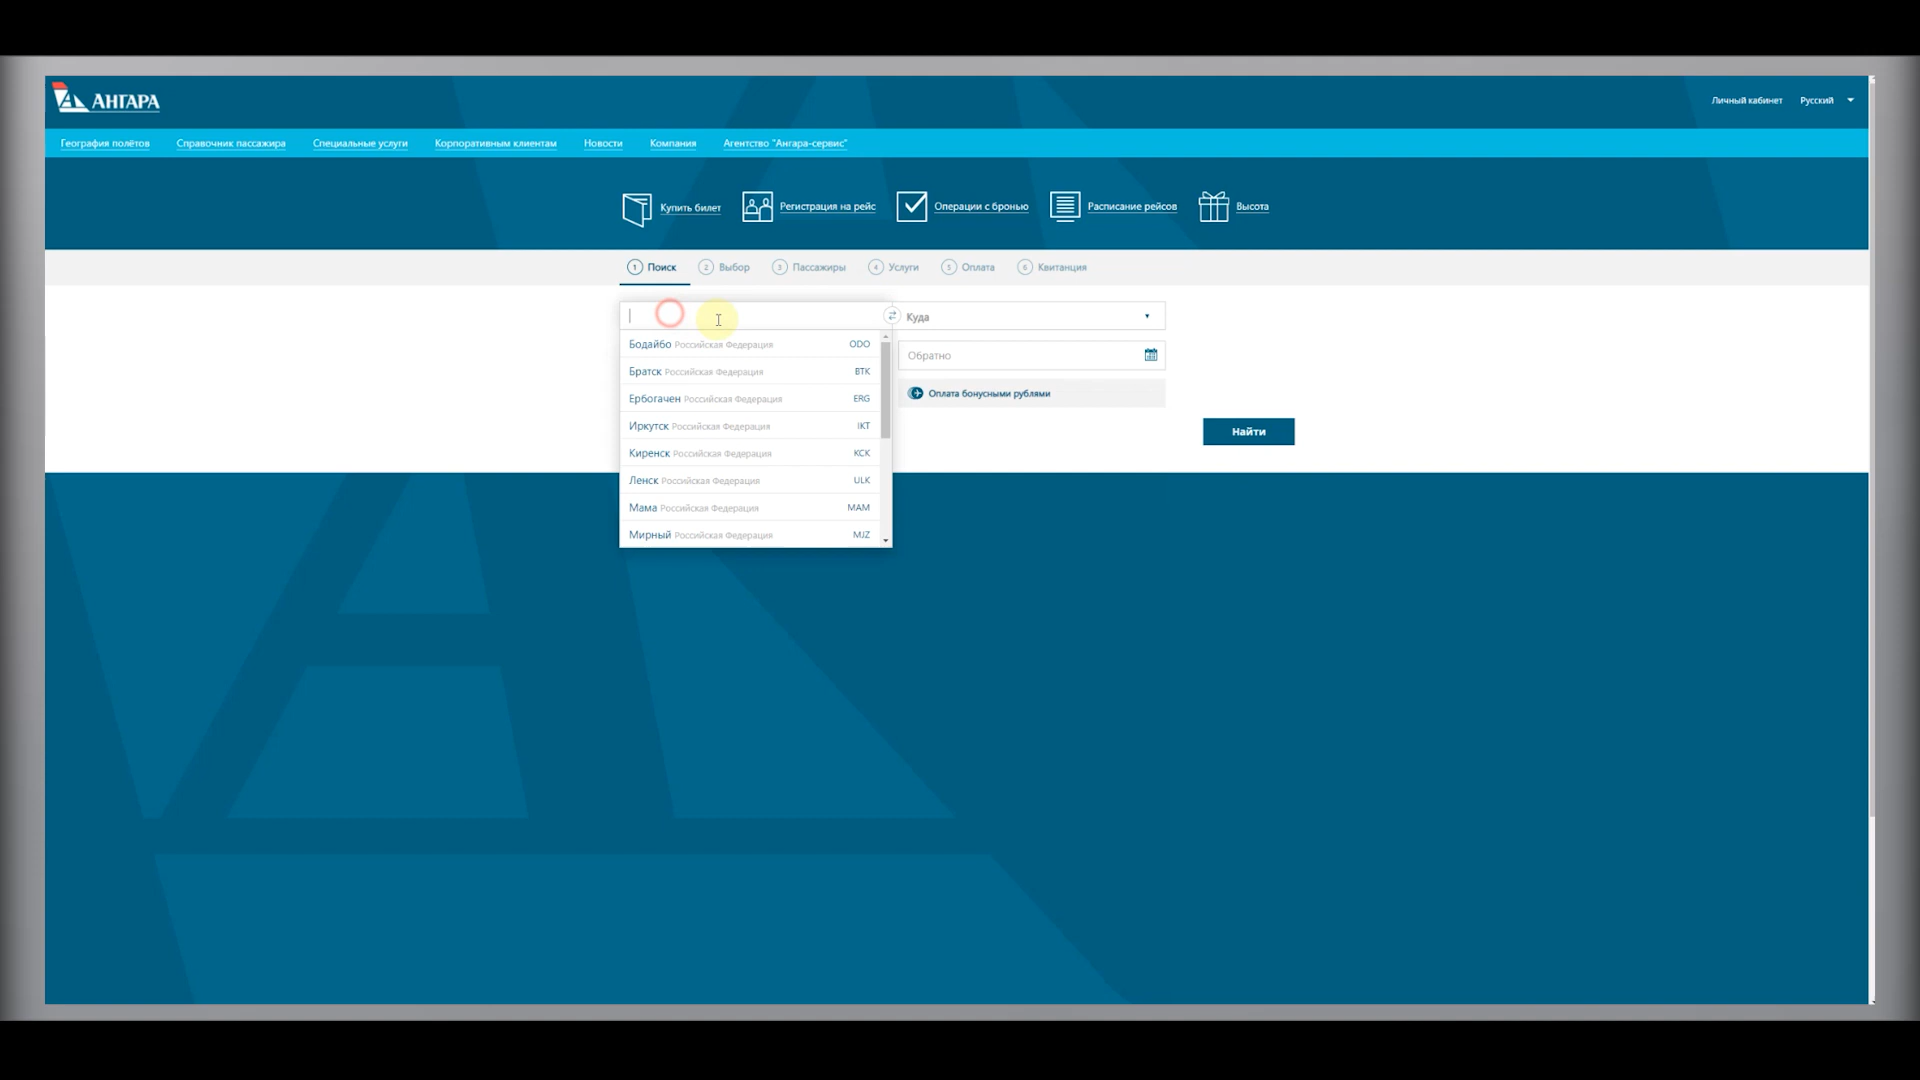 АНГАРА
Личный кабинет Русский
География полётов Справочник пассажира Специальные услуги Корпоративным клиентам Новости Компания Агентство "Ангара-сервис"
Купить билет Регистрация на рейс Операции с бронью Расписание рейсов Высота
1 Поиск 2 Выбор 3 Пассажиры 4 Услуги 5 Оплата 6 Квитанция
Куда
Бодайбо Российская Федерация ODO
Обратно
Братск Российская Федерация BTK
Оплата бонусными рублями
Ербогачен Российская Федерация ERG
Иркутск Российская Федерация IKT
Найти
Киренск Российская Федерация KCK
Ленск Российская Федерация ULK
Мама Российская Федерация MAM
Мирный Российская Федерация MJZ